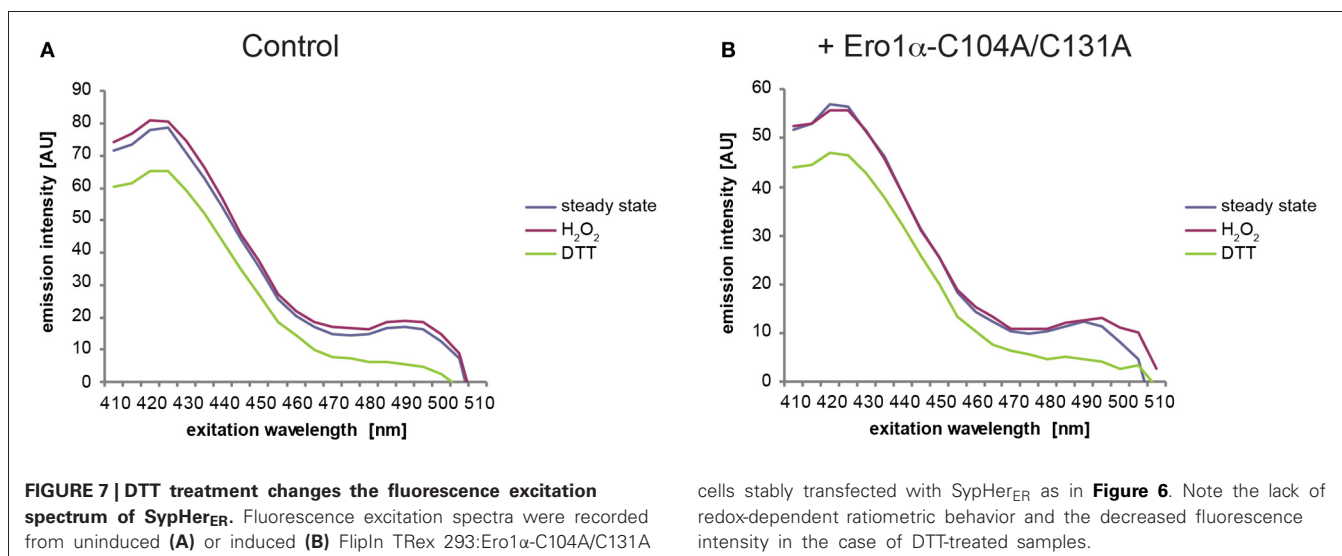 A
Control
90
80
70
60
50
40
30
20
10
0
emission intensity [AU]
410 420 430 440 450 460 470 480 490 500 510
exitation wavelength [nm]
steady state
H₂O₂
DTT
B
+ Ero1α-C104A/C131A
60
50
40
30
20
10
0
emission intensity [AU]
410 420 430 440 450 460 470 480 490 500 510
exitation wavelength [nm]
steady state
H₂O₂
DTT
FIGURE 7 | DTT treatment changes the fluorescence excitation
spectrum of SypHerER. Fluorescence excitation spectra were recorded
from uninduced (A) or induced (B) FlipIn TRex 293:Ero1α-C104A/C131A
cells stably transfected with SypHerER as in Figure 6. Note the lack of
redox-dependent ratiometric behavior and the decreased fluorescence
intensity in the case of DTT-treated samples.